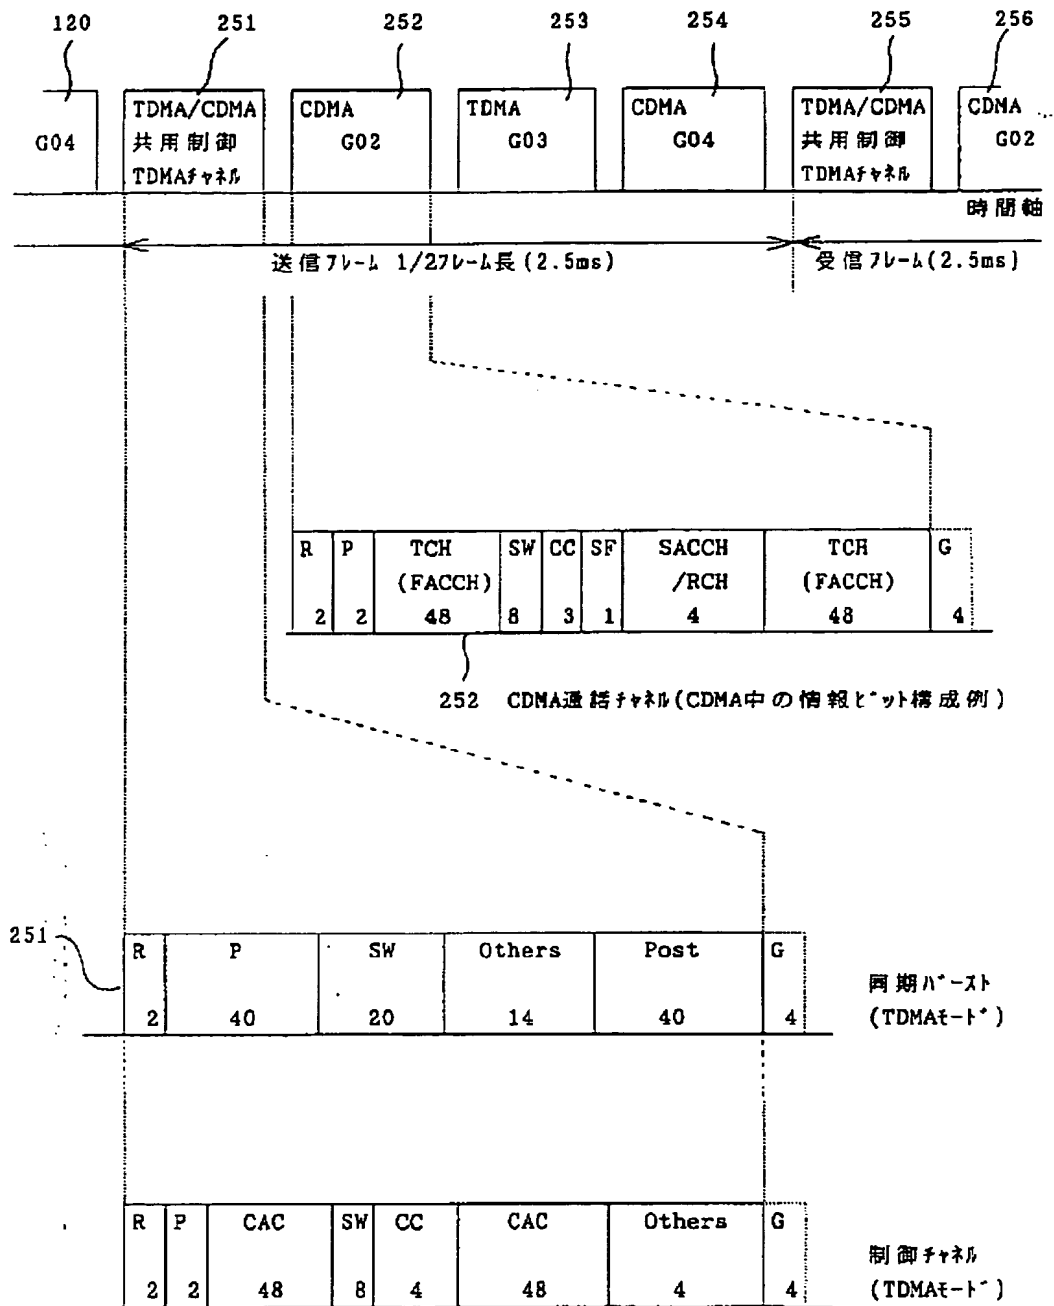 120 251 252 253 254 255 256
G04
TDMA/CDMA
共用制御
TDMAチャネル
CDMA
G02
TDMA
G03
CDMA
G04
TDMA/CDMA
共用制御
TDMAチャネル
CDMA
G02
時間軸
送信フレーム 1/2フレーム長(2.5ms)
受信フレーム(2.5ms)
R P TCH SW CC SF SACCH TCH G
(FACCH) /RCH (FACCH)
2 2 48 8 3 1 4 48 4
252 CDMA通話チャネル(CDMA中の情報ビット構成例)
251
R P SW Others Post G
2 40 20 14 40 4
同期バースト
(TDMAモード)
R P CAC SW CC CAC Others G
2 2 48 8 4 48 4 4
制御チャネル
(TDMAモード)